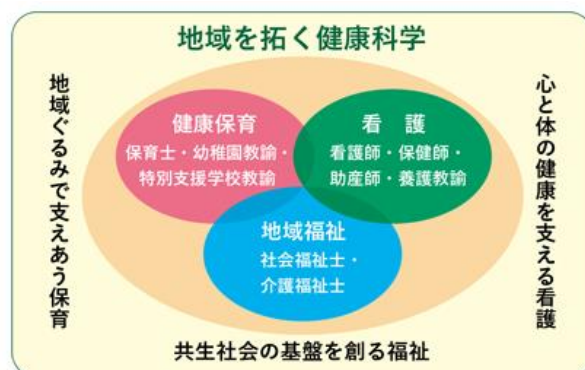 地域を拓く健康科学
地域ぐるみで支えあう保育
健康保育
保育士・幼稚園教諭・
特別支援学校教諭
看　護
看護師・保健師・
助産師・養護教諭
地域福祉
社会福祉士・
介護福祉士
心と体の健康を支える看護
共生社会の基盤を創る福祉